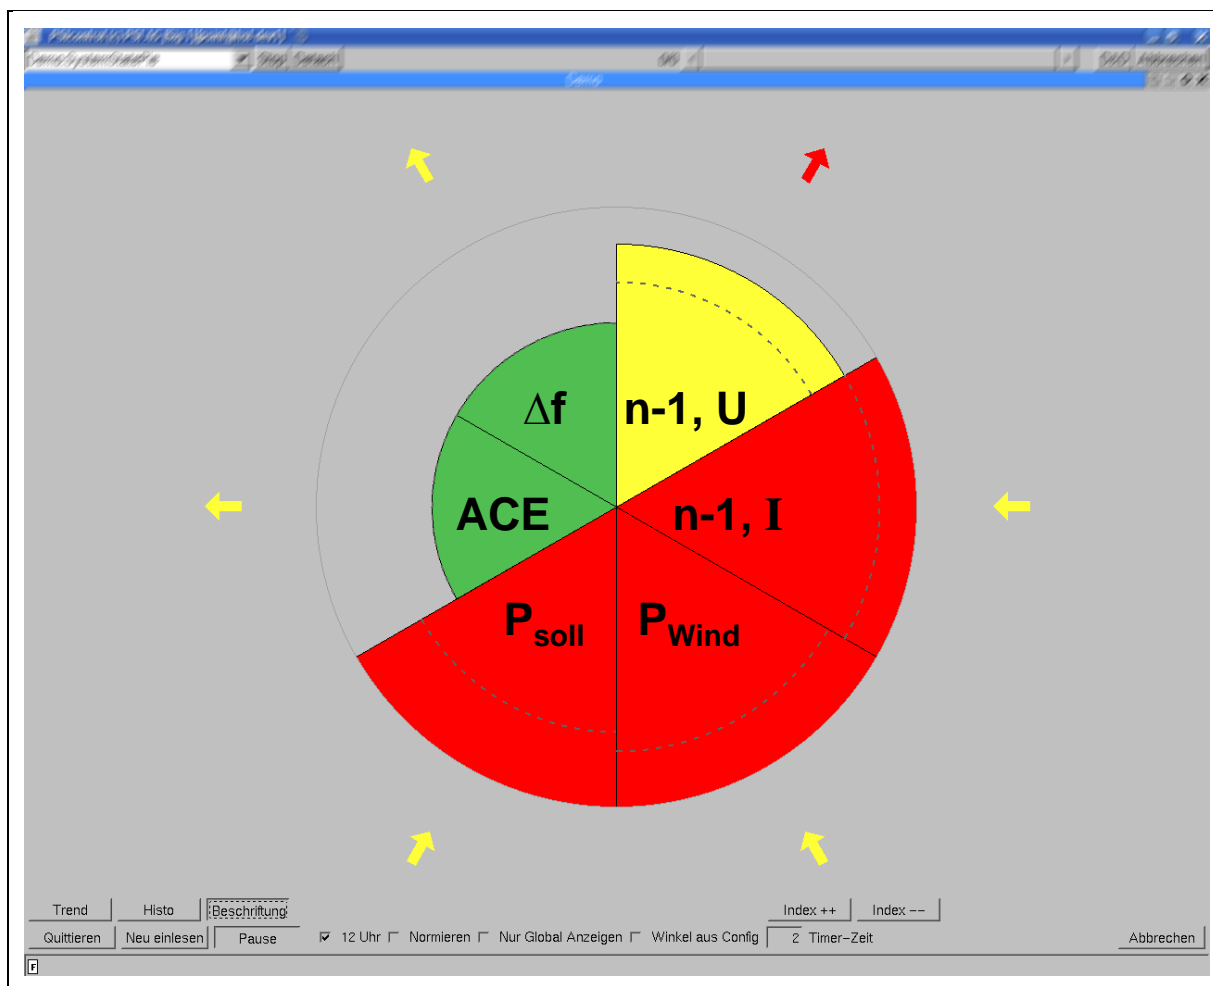 Demo
Δf
n-1, U
ACE
n-1, I
Psoll
PWind
Trend
Histo
Beschriftung
Index ++
Index --
Quittieren
Neu einlesen
Pause
12 Uhr
Normieren
Nur Global Anzeigen
Winkel aus Config
2
Timer-Zeit
Abbrechen
F